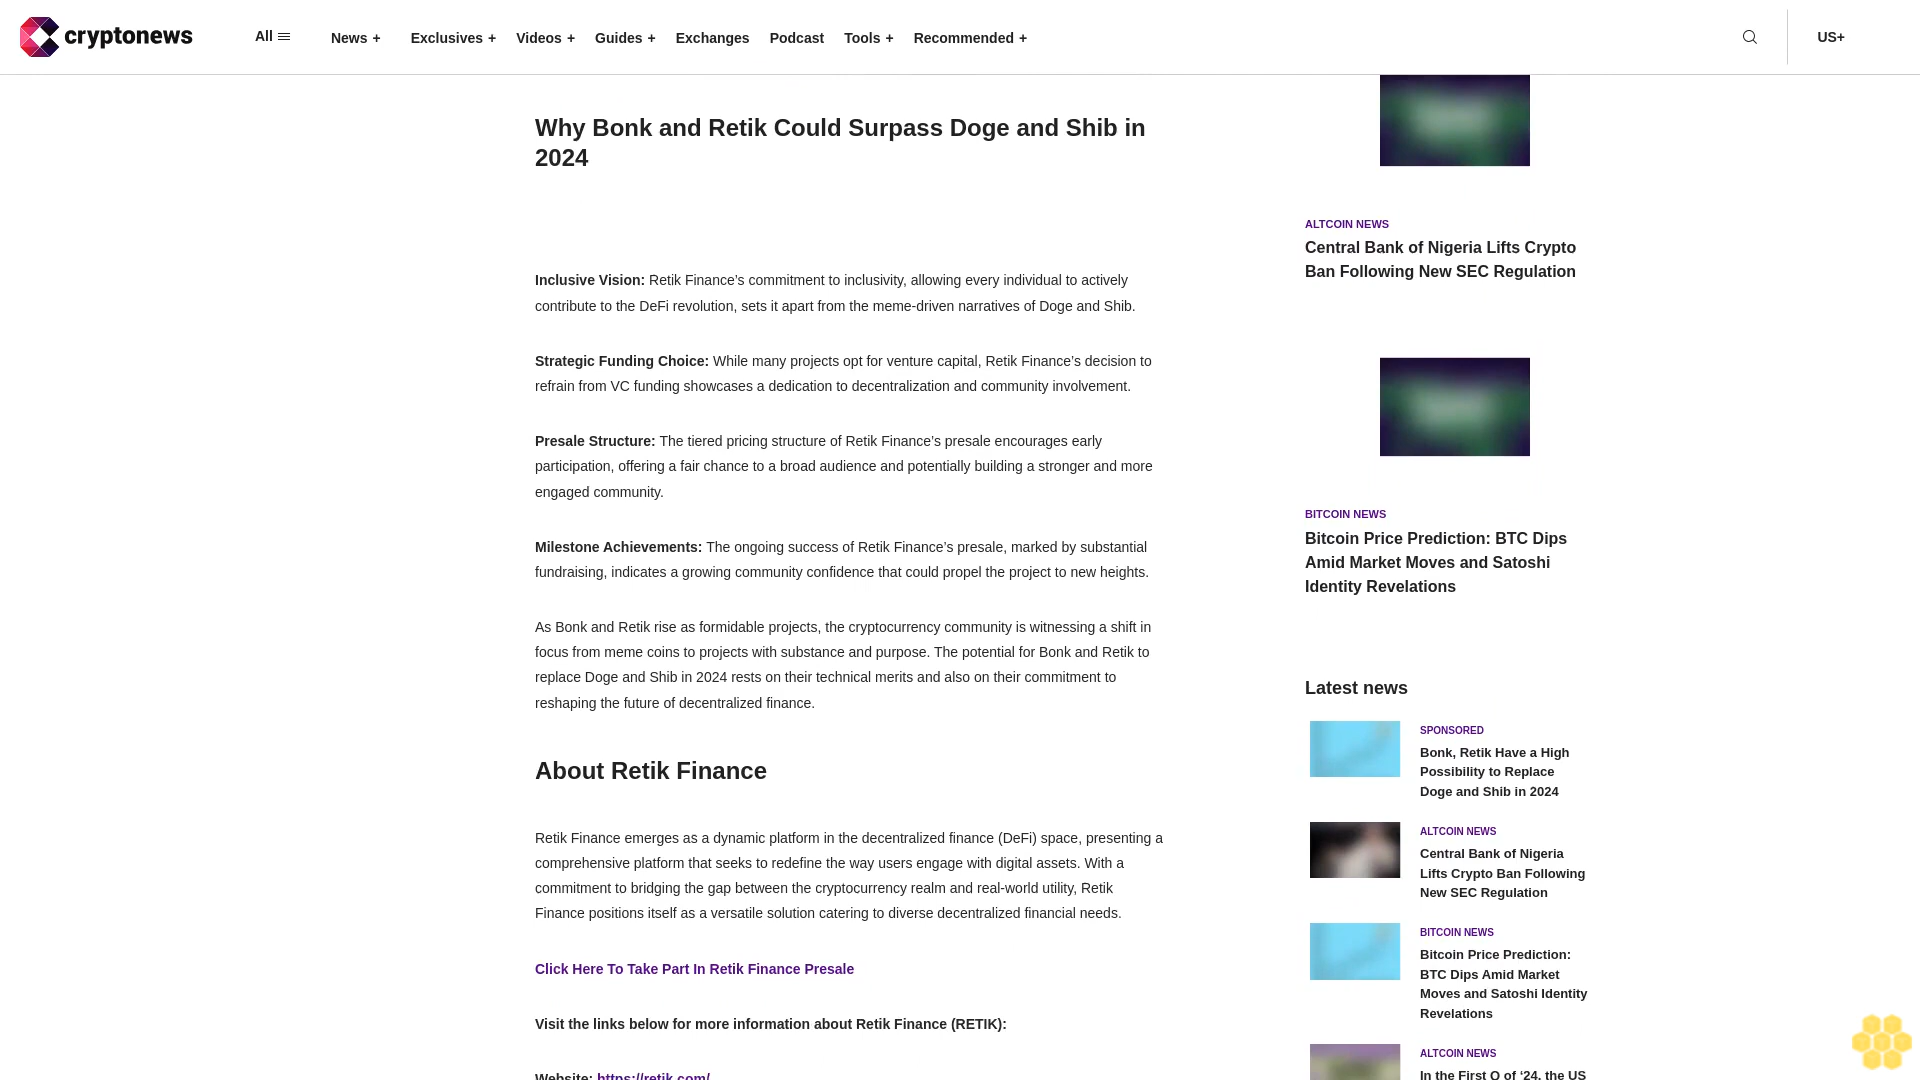 cryptonews
All
News +
Exclusives +
Videos +
Guides +
Exchanges
Podcast
Tools +
Recommended +
US+
Why Bonk and Retik Could Surpass Doge and Shib in
2024
Inclusive Vision: Retik Finance’s commitment to inclusivity, allowing every individual to actively
contribute to the DeFi revolution, sets it apart from the meme-driven narratives of Doge and Shib.
Strategic Funding Choice: While many projects opt for venture capital, Retik Finance’s decision to
refrain from VC funding showcases a dedication to decentralization and community involvement.
Presale Structure: The tiered pricing structure of Retik Finance’s presale encourages early
participation, offering a fair chance to a broad audience and potentially building a stronger and more
engaged community.
Milestone Achievements: The ongoing success of Retik Finance’s presale, marked by substantial
fundraising, indicates a growing community confidence that could propel the project to new heights.
As Bonk and Retik rise as formidable projects, the cryptocurrency community is witnessing a shift in
focus from meme coins to projects with substance and purpose. The potential for Bonk and Retik to
replace Doge and Shib in 2024 rests on their technical merits and also on their commitment to
reshaping the future of decentralized finance.
About Retik Finance
Retik Finance emerges as a dynamic platform in the decentralized finance (DeFi) space, presenting a
comprehensive platform that seeks to redefine the way users engage with digital assets. With a
commitment to bridging the gap between the cryptocurrency realm and real-world utility, Retik
Finance positions itself as a versatile solution catering to diverse decentralized financial needs.
Click Here To Take Part In Retik Finance Presale
Visit the links below for more information about Retik Finance (RETIK):
Website: https://retik.com/
ALTCOIN NEWS
Central Bank of Nigeria Lifts Crypto
Ban Following New SEC Regulation
BITCOIN NEWS
Bitcoin Price Prediction: BTC Dips
Amid Market Moves and Satoshi
Identity Revelations
Latest news
SPONSORED
Bonk, Retik Have a High
Possibility to Replace
Doge and Shib in 2024
ALTCOIN NEWS
Central Bank of Nigeria
Lifts Crypto Ban Following
New SEC Regulation
BITCOIN NEWS
Bitcoin Price Prediction:
BTC Dips Amid Market
Moves and Satoshi Identity
Revelations
ALTCOIN NEWS
In the First Q of ‘24, the US